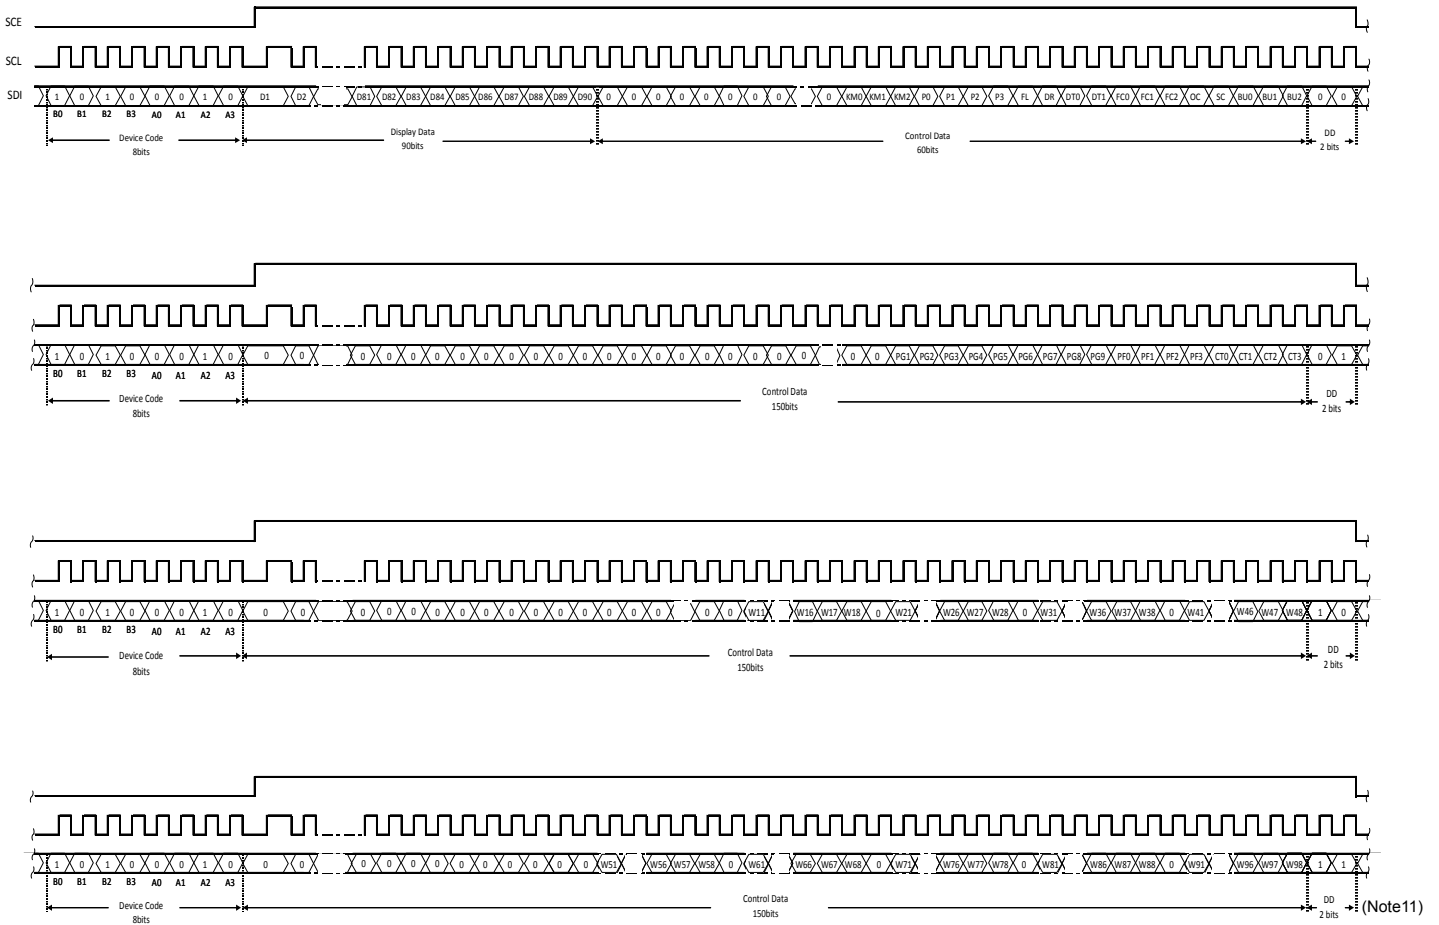 SCE
SCL
SDI 1 0 1 0 0 0 1 0 D1 D2 D81 D82 D83 D84 D85 D86 D87 D88 D89 D90 0 0 0 0 0 0 0 0 0 KM0 KM1 KM2 P0 P1 P2 P3 FL DR DT0 DT1 FC0 FC1 FC2 OC SC BU0 BU1 BU2 0 0
B0 B1 B2 B3 A0 A1 A2 A3
Device Code Display Data Control Data DD
8bits 90bits 60bits 2 bits
1 0 1 0 0 0 1 0 0 0 0 0 0 0 0 0 0 0 0 0 0 0 0 0 0 0 0 0 0 0 0 PG1 PG2 PG3 PG4 PG5 PG6 PG7 PG8 PG9 PF0 PF1 PF2 PF3 CT0 CT1 CT2 CT3 0 1
B0 B1 B2 B3 A0 A1 A2 A3
Device Code Control Data DD
8bits 150bits 2 bits
1 0 1 0 0 0 1 0 0 0 0 0 0 0 0 0 0 0 0 0 0 0 0 0 0 W11 W16 W17 W18 0 W21 W26 W27 W28 0 W31 W36 W37 W38 0 W41 W46 W47 W48 1 0
B0 B1 B2 B3 A0 A1 A2 A3
Device Code Control Data DD
8bits 150bits 2 bits
1 0 1 0 0 0 1 0 0 0 0 0 0 0 0 0 0 0 0 0 W51 W56 W57 W58 0 W61 W66 W67 W68 0 W71 W76 W77 W78 0 W81 W86 W87 W88 0 W91 W96 W97 W98 1 1
B0 B1 B2 B3 A0 A1 A2 A3
Device Code Control Data DD
8bits 150bits 2 bits (Note11)